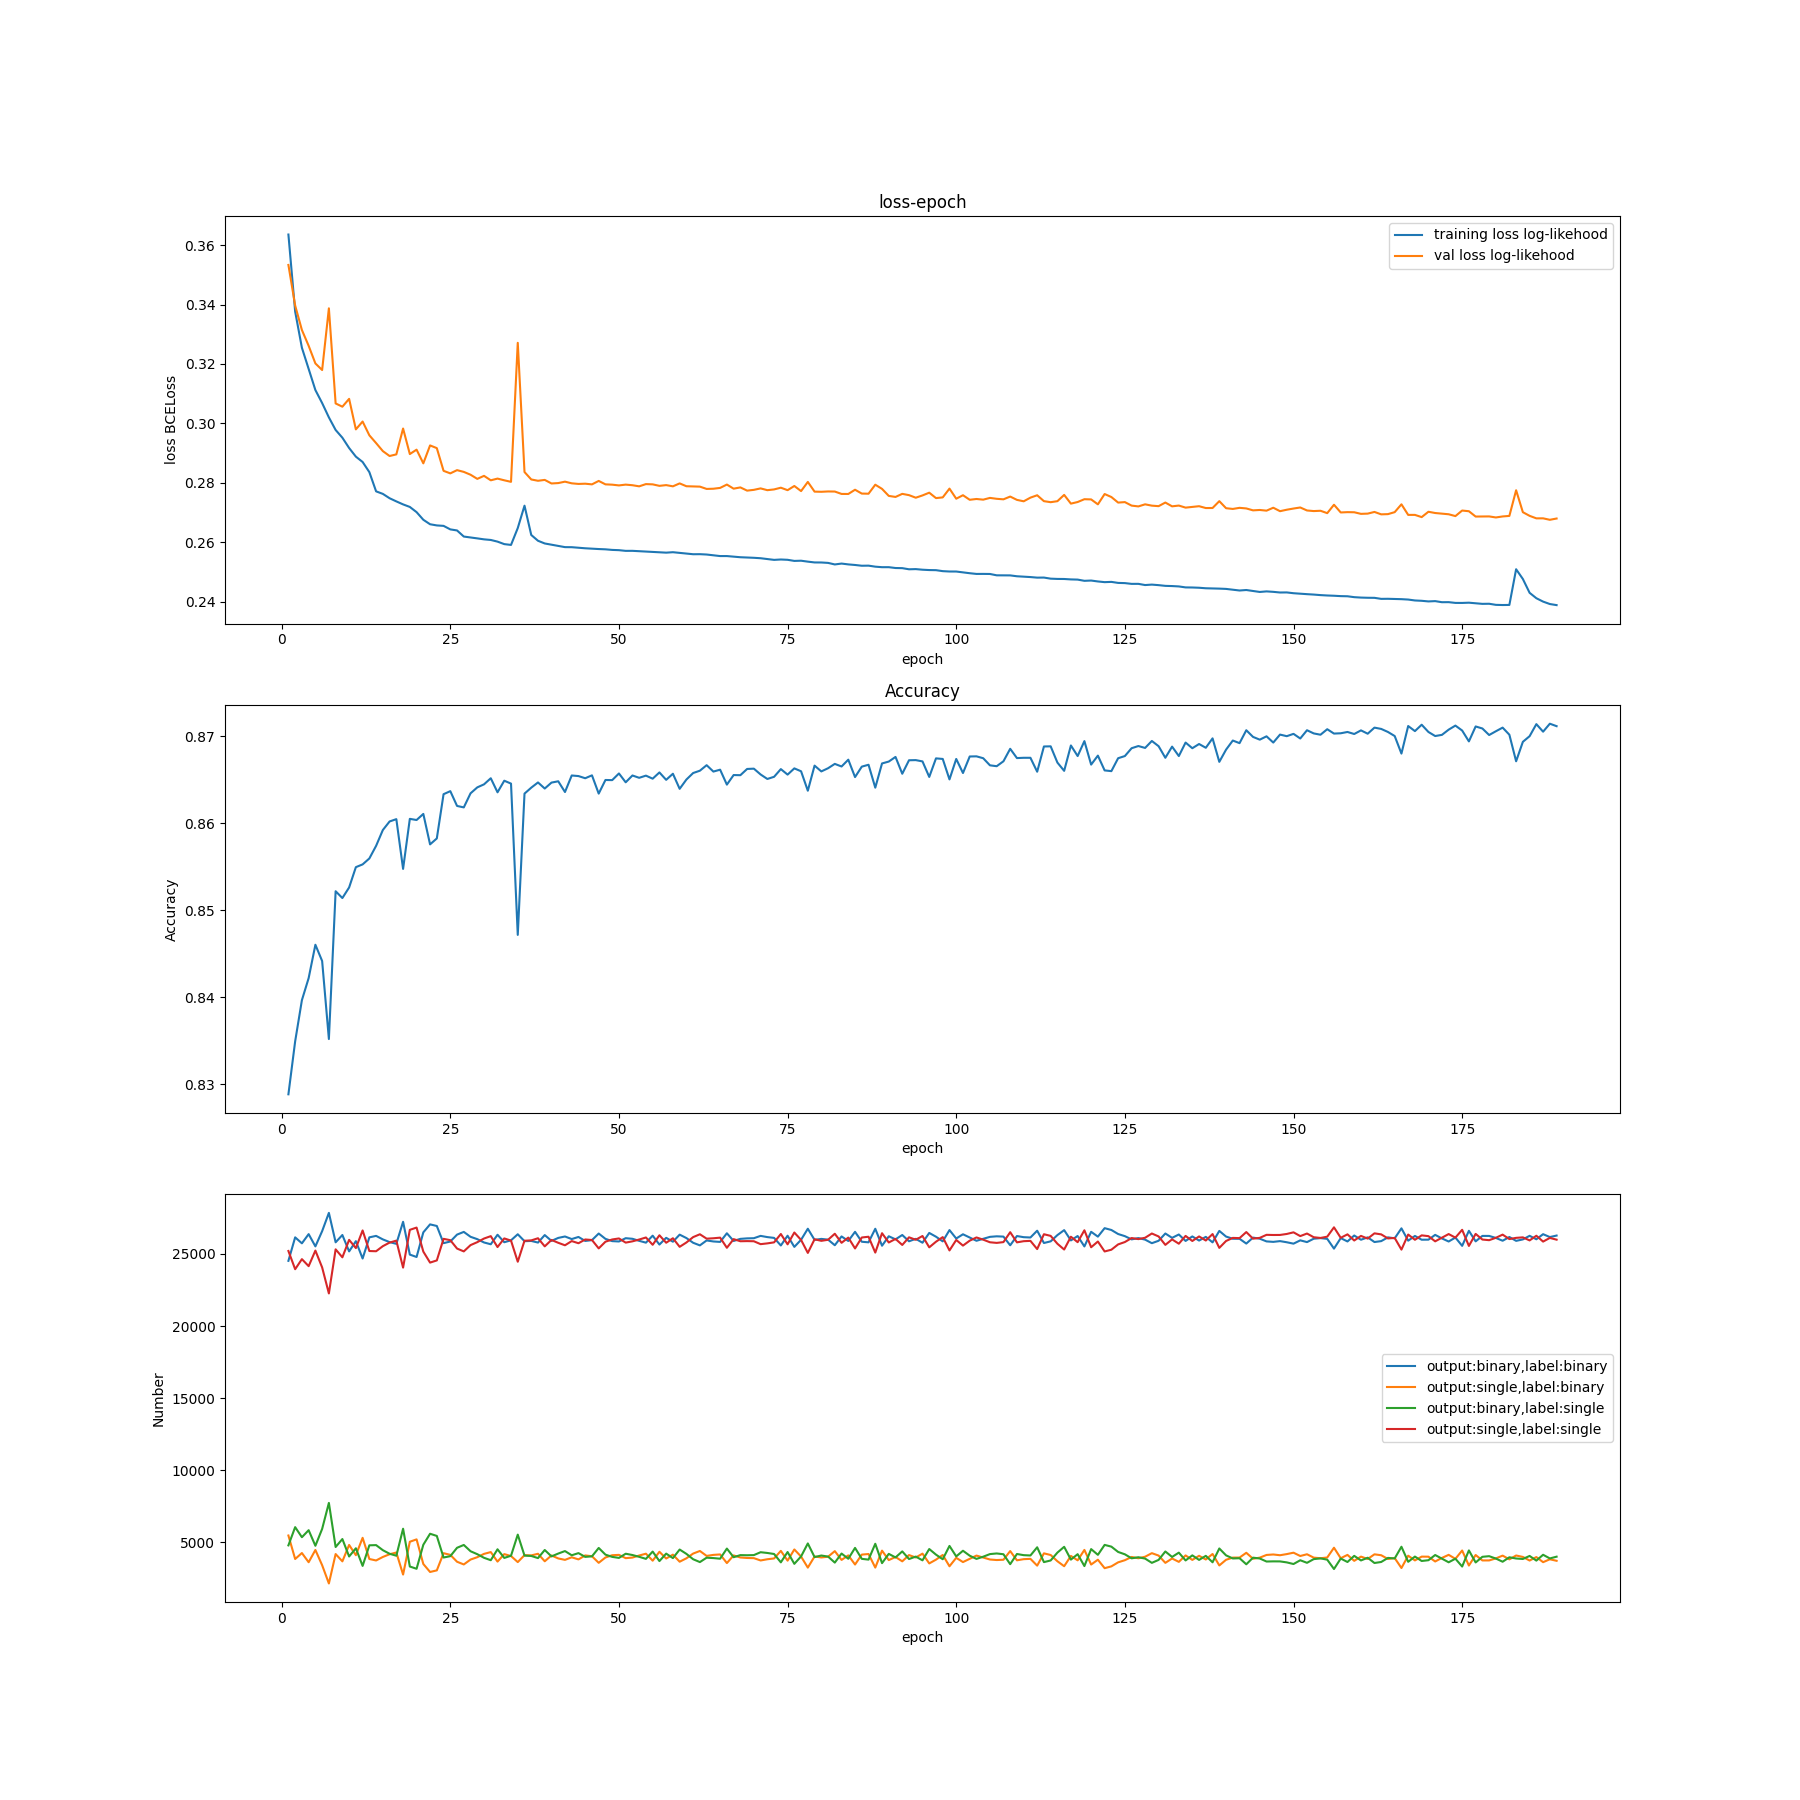 loss-epoch
0.36
0.34
0.32
0.30
0.28
0.26
0.24
loss BCELoss
training loss log-likehood
val loss log-likehood
0 25 50 75 100 125 150 175
epoch
Accuracy
0.87
0.86
0.85
0.84
0.83
Accuracy
0 25 50 75 100 125 150 175
epoch
25000
20000
15000
10000
5000
Number
output:binary,label:binary
output:single,label:binary
output:binary,label:single
output:single,label:single
0 25 50 75 100 125 150 175
epoch